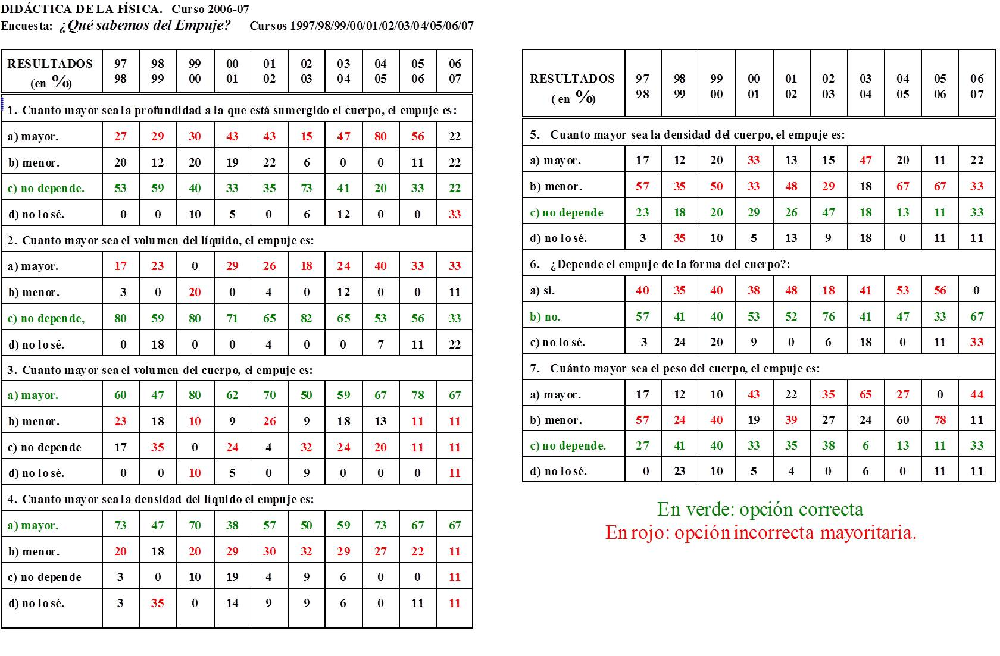 DIDÁCTICA DE LA FÍSICA. Curso 2006-07
Encuesta: ¿Qué sabemos del Empuje? Cursos 1997/98/99/00/01/02/03/04/05/06/07
RESULTADOS 97 98 99 00 01 02 03 04 05 06
(en %) 98 99 00 01 02 03 04 05 06 07
1. Cuanto mayor sea la profundidad a la que está sumergido el cuerpo, el empuje es:
a) mayor. 27 29 30 43 43 15 47 80 56 22
b) menor. 20 12 20 19 22 6 0 0 11 22
c) no depende. 53 59 40 33 35 73 41 20 33 22
d) no lo sé. 0 0 10 5 0 6 12 0 0 33
2. Cuanto mayor sea el volumen del líquido, el empuje es:
a) mayor. 17 23 0 29 26 18 24 40 33 33
b) menor. 3 0 20 0 4 0 12 0 0 11
c) no depende, 80 59 80 71 65 82 65 53 56 33
d) no lo sé. 0 18 0 0 4 0 0 7 11 22
3. Cuanto mayor sea el volumen del cuerpo, el empuje es:
a) mayor. 60 47 80 62 70 50 59 67 78 67
b) menor. 23 18 10 9 26 9 18 13 11 11
c) no depende 17 35 0 24 4 32 24 20 11 11
d) no lo sé. 0 0 10 5 0 9 0 0 0 11
4. Cuanto mayor sea la densidad del líquido el empuje es:
a) mayor. 73 47 70 38 57 50 59 73 67 67
b) menor. 20 18 20 29 30 32 29 27 22 11
c) no depende 3 0 10 19 4 9 6 0 0 11
d) no lo sé. 3 35 0 14 9 9 6 0 11 11
RESULTADOS 97 98 99 00 01 02 03 04 05 06
( en %) 98 99 00 01 02 03 04 05 06 07
5. Cuanto mayor sea la densidad del cuerpo, el empuje es:
a) mayor. 17 12 20 33 13 15 47 20 11 22
b) menor. 57 35 50 33 48 29 18 67 67 33
c) no depende 23 18 20 29 26 47 18 13 11 33
d) no lo sé. 3 35 10 5 13 9 18 0 11 11
6. ¿Depende el empuje de la forma del cuerpo?:
a) si. 40 35 40 38 48 18 41 53 56 0
b) no. 57 41 40 53 52 76 41 47 33 67
c) no lo sé. 3 24 20 9 0 6 18 0 11 33
7. Cuánto mayor sea el peso del cuerpo, el empuje es:
a) mayor. 17 12 10 43 22 35 65 27 0 44
b) menor. 57 24 40 19 39 27 24 60 78 11
c) no depende. 27 41 40 33 35 38 6 13 11 33
d) no lo sé. 0 23 10 5 4 0 6 0 11 11
En verde: opción correcta
En rojo: opción incorrecta mayoritaria.